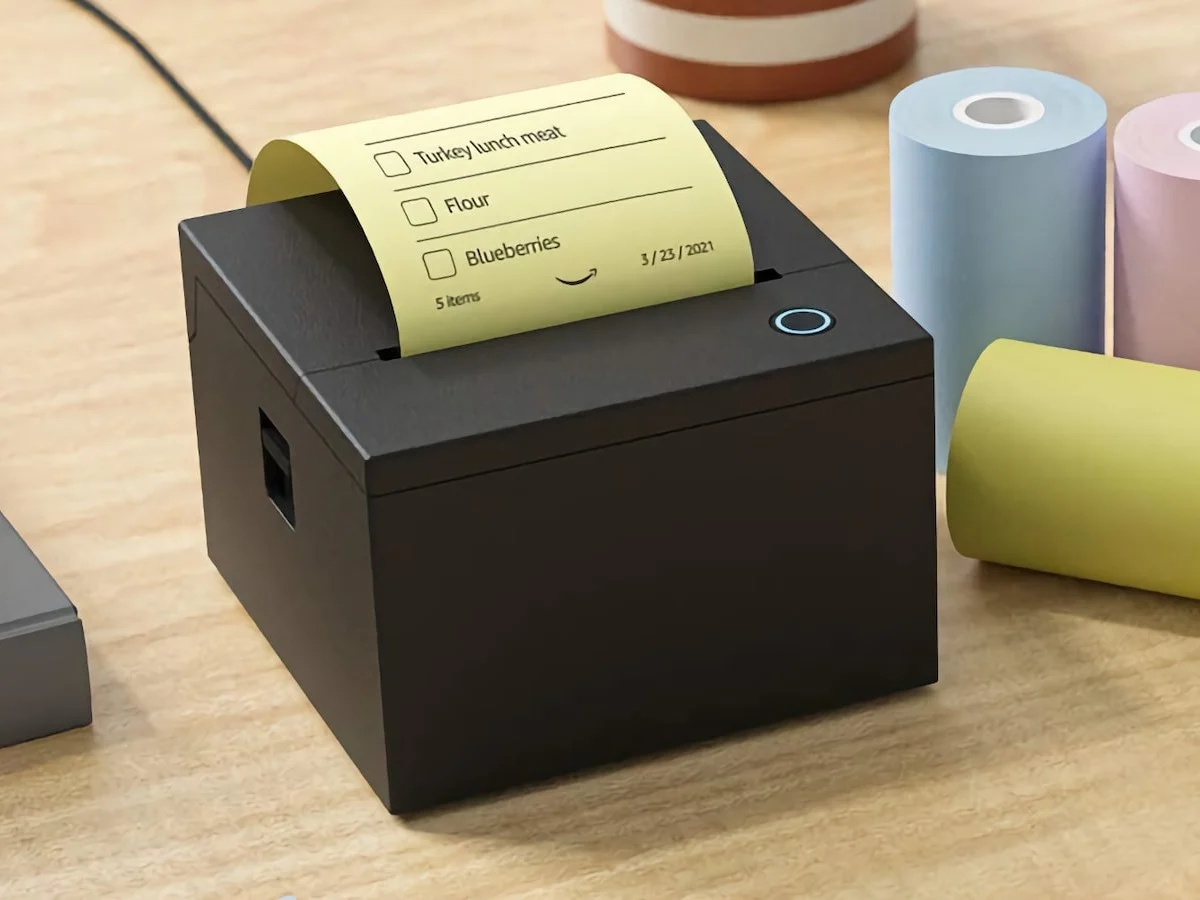 Turkey lunch meat
Flour
Blueberries
5 items 3 / 23 / 2021